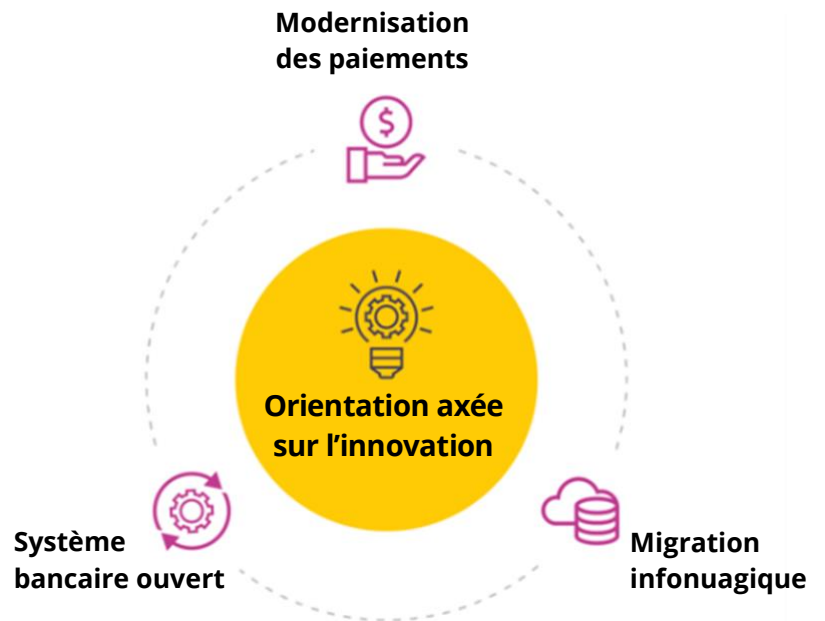 Modernisation
des paiements
$
Orientation axée
sur l’innovation
Système
bancaire ouvert
Migration
infonuagique